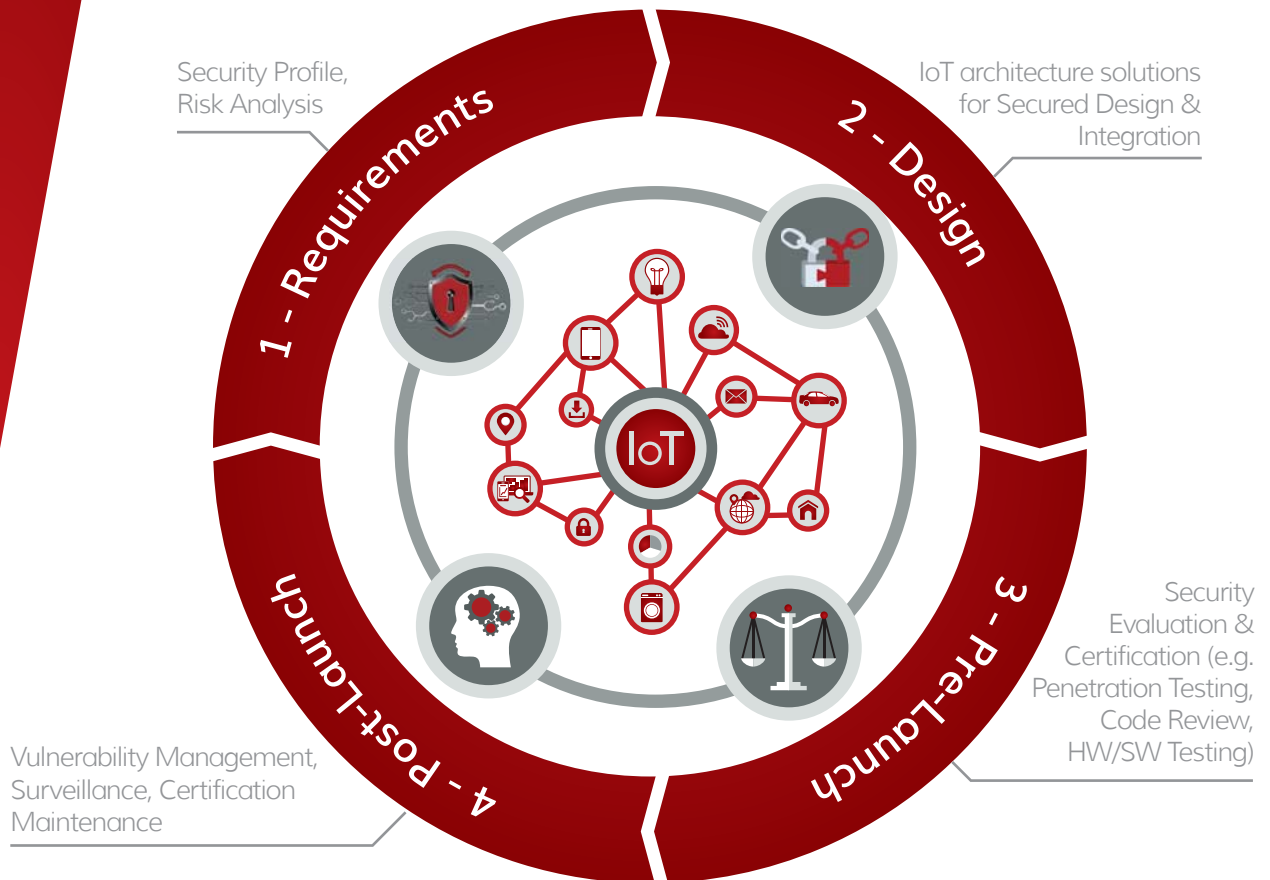 Security Profile,
Risk Analysis
1 - Requirements
IoT architecture solutions
for Secured Design &
Integration
2 - Design
IoT
3 - Pre-Launch
Security
Evaluation &
Certification (e.g.
Penetration Testing,
Code Review,
HW/SW Testing)
4 - Post-Launch
Vulnerability Management,
Surveillance, Certification
Maintenance